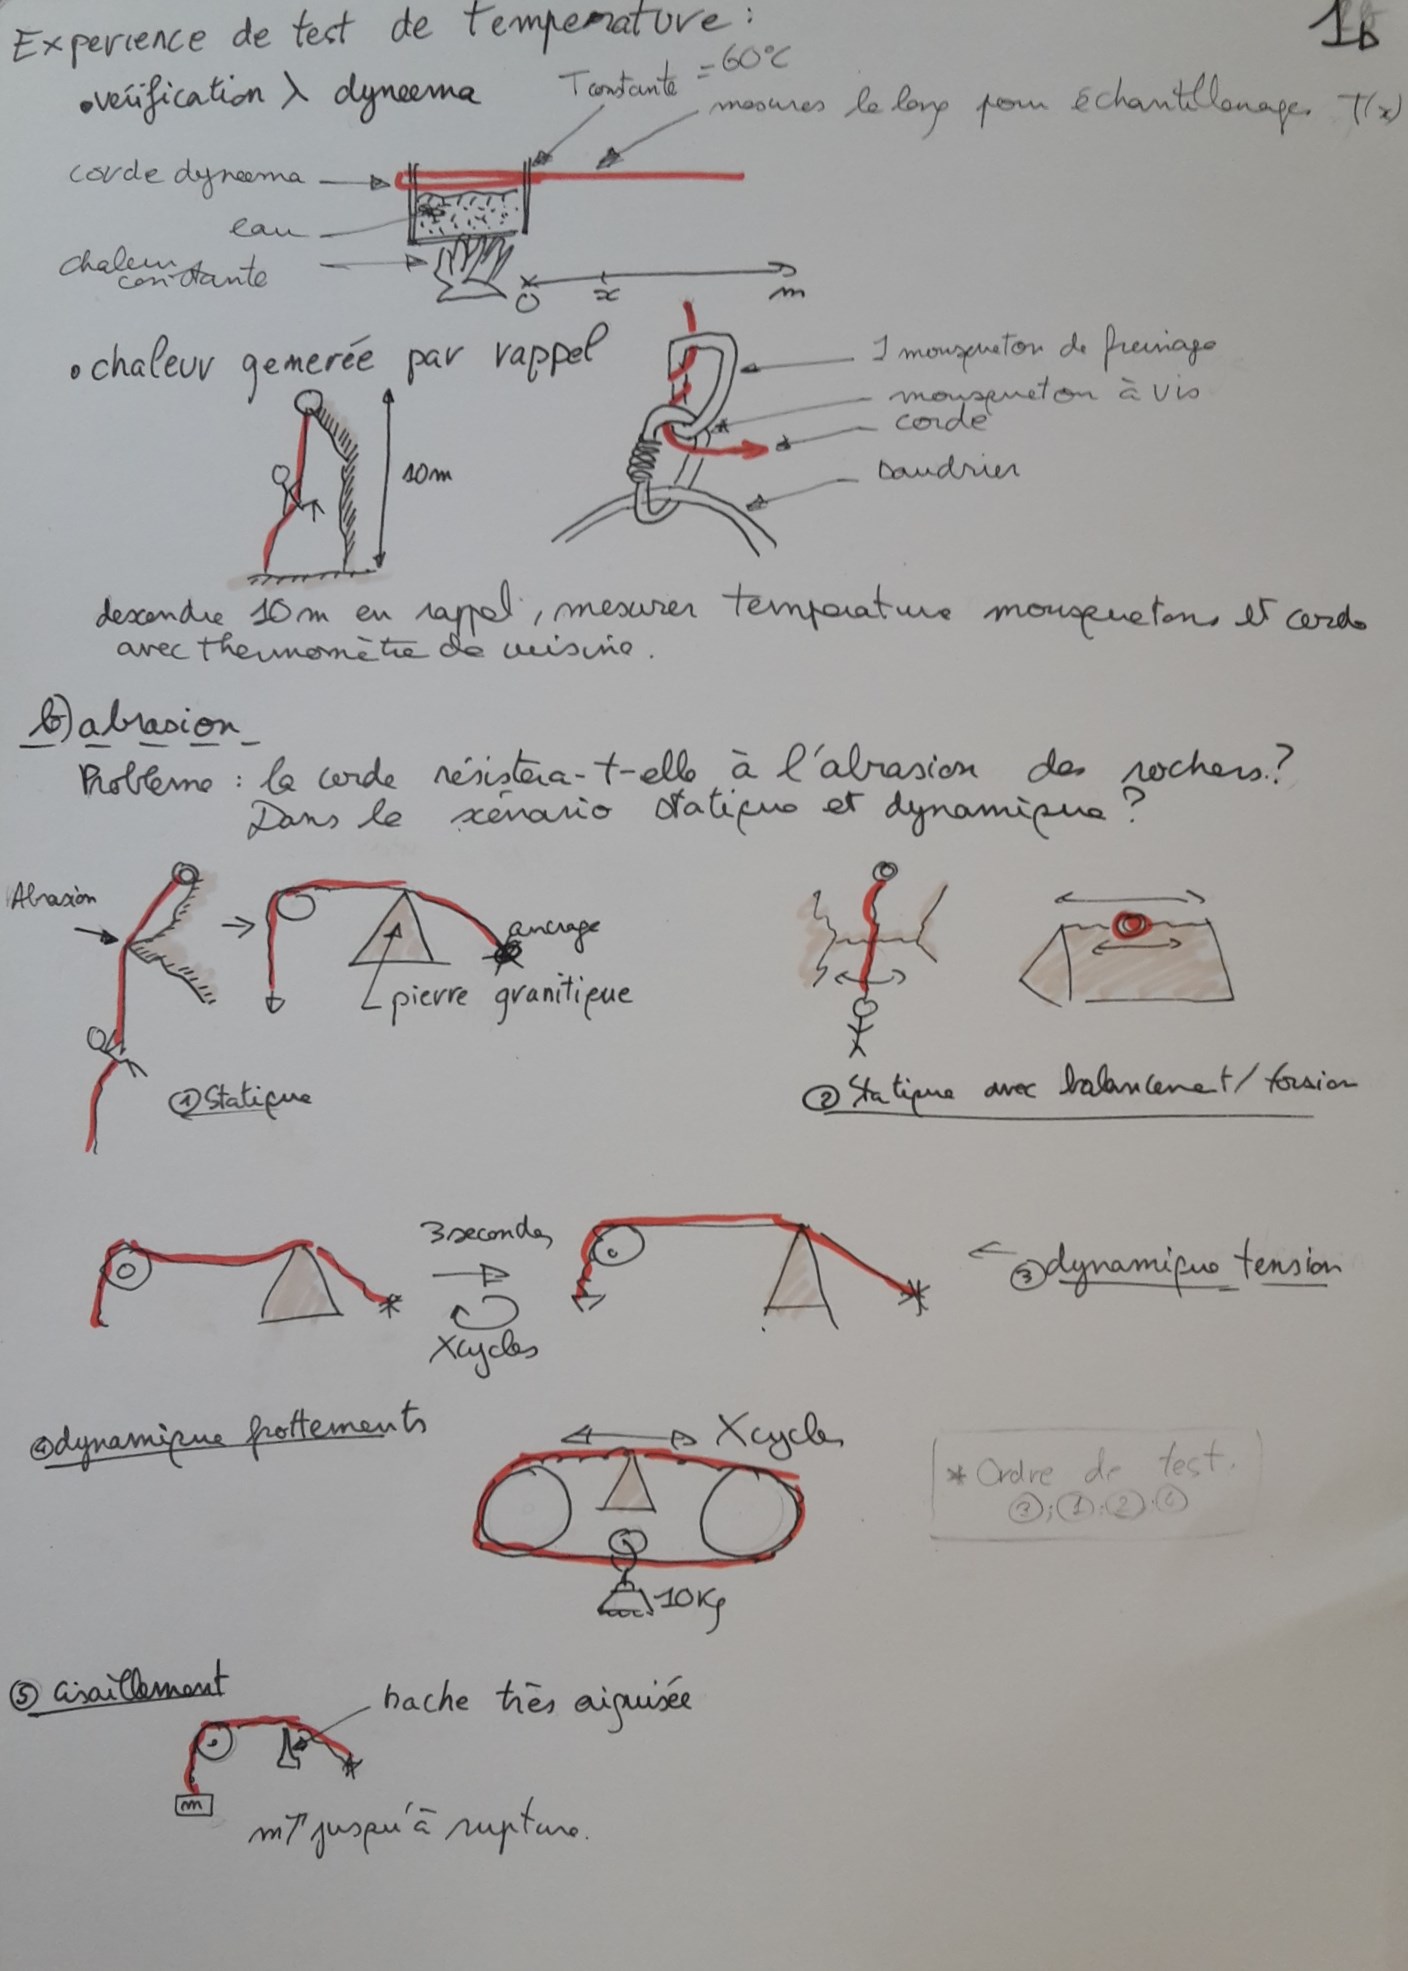 Experience de test de temperature :
1b
• vérification λ dyneema
T constante = 60°C
mesures le long pour échantillonages T(x)
corde dyneema
eau
chaleur constante
0 x m
• chaleur generée par rappel
10m
1 mousqueton de freinage
mousqueton à vis
corde
baudrier
descendre 10m en rappel, mesurer temperature mousquetons et corde
avec thermomètre de cuisine.
b) abrasion
Problème : la corde résistera-t-elle à l'abrasion des rochers ?
Dans le scénario statique et dynamique ?
Abrasion
ancrage
pierre granitique
① Statique
② Statique avec balancement / torsion
3 secondes
X cycles
③ dynamique tension
④ dynamique frottements
X cycles
10Kg
* Ordre de test.
③; ①; ②; ④
⑤ cisaillement
hache très aiguisée
m
m↑ jusqu'à rupture.